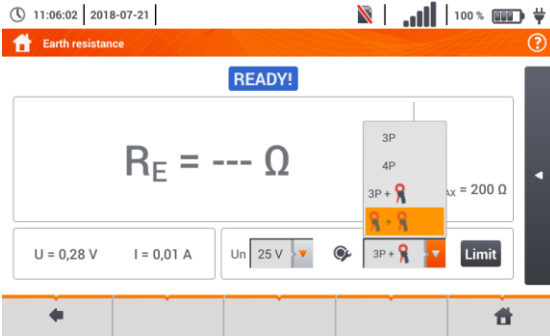 11:06:02 2018-07-21 100 %
Earth resistance ?
READY!
3P
4P
RE = --- Ω
3P +
AX = 200 Ω
+
U = 0,28 V I = 0,01 A Un 25 V 3P + Limit